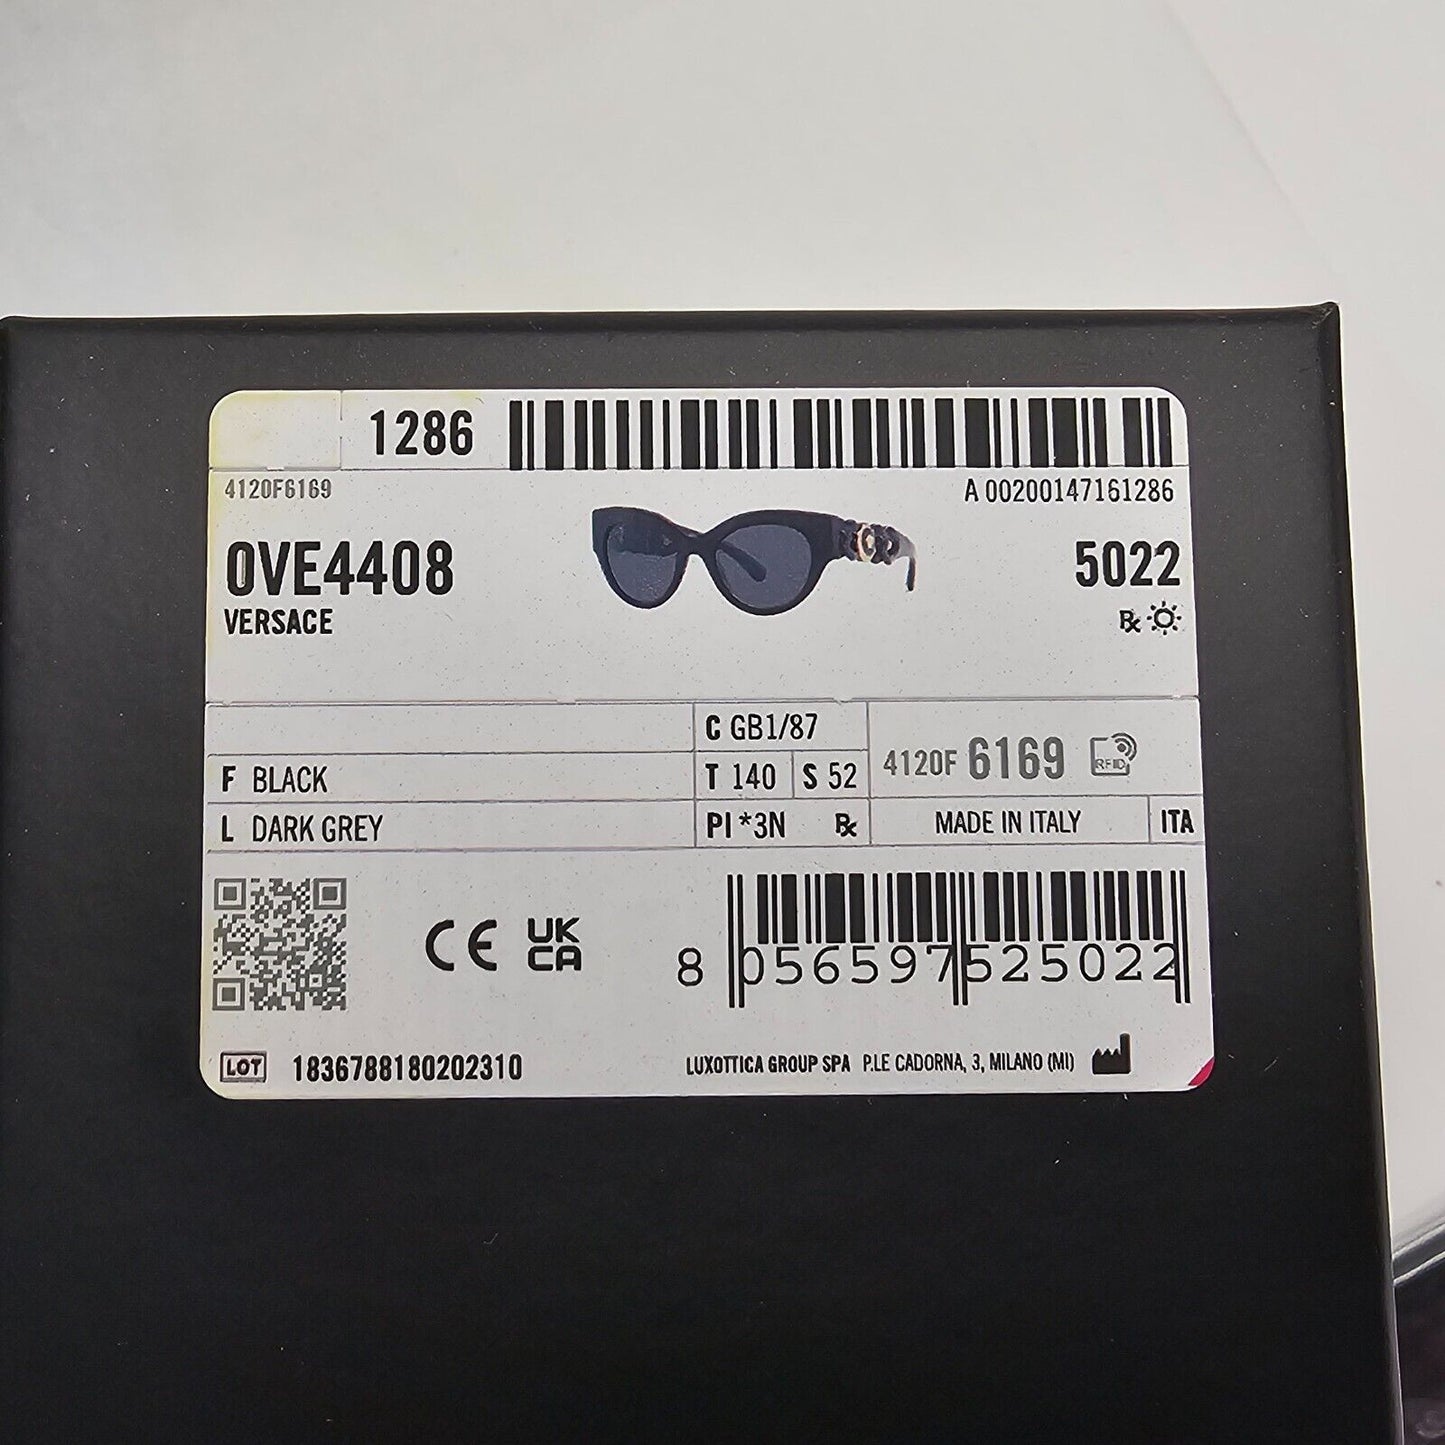 1286
4120F6169
A 00200147161286
0VE4408
5022
VERSACE
Rx
C GB1/87
F BLACK
T 140
S 52
4120F 6169
RFID
L DARK GREY
PI *3N
Rx
MADE IN ITALY
ITA
CE
UK
CA
8 056597 525022
LOT 1836788180202310
LUXOTTICA GROUP SPA P.LE CADORNA, 3, MILANO (MI)